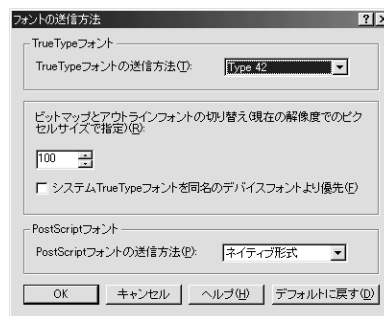 フォントの送信方法
TrueTypeフォント
TrueTypeフォントの送信方法(T):
Type 42
ビットマップとアウトラインフォントの切り替え(現在の解像度でのピク
セルサイズで指定)(R):
100
システムTrueTypeフォントを同名のデバイスフォントより優先(F)
PostScriptフォント
PostScriptフォントの送信方法(P):
ネイティブ形式
OK
キャンセル
ヘルプ(H)
デフォルトに戻す(D)